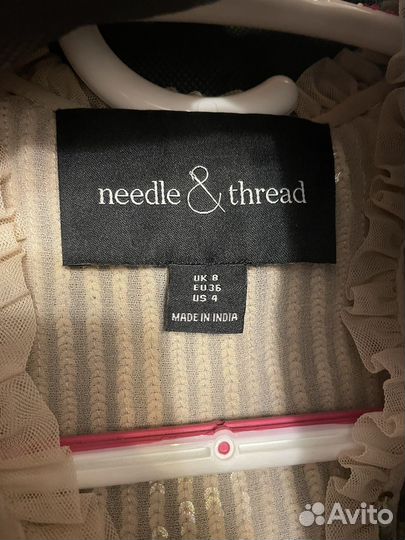 needle & thread
UK 8
EU 36
US 4
MADE IN INDIA
Avito